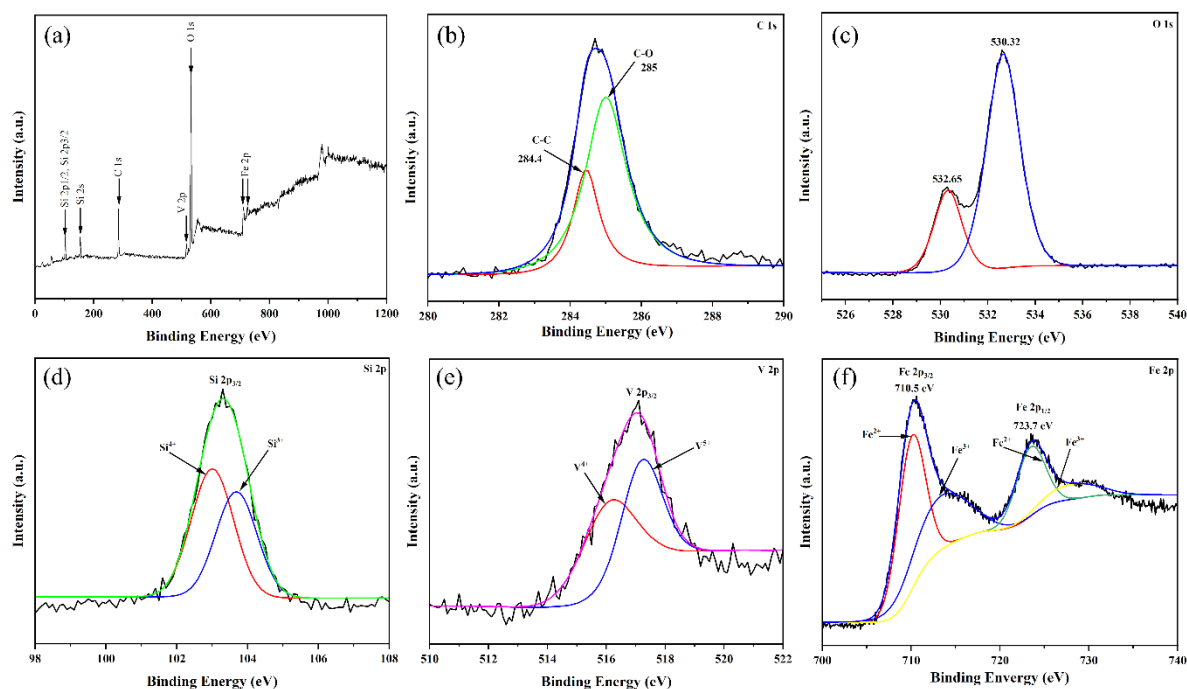 (a)
O 1s
Si 2p1/2, Si 2p3/2
Si 2s
C 1s
V 2p
Fe 2p
Intensity (a.u.)
0 200 400 600 800 1000 1200
Binding Energy (eV)
(b)
C 1s
C-O
285
C-C
284.4
Intensity (a.u.)
280 282 284 286 288 290
Binding Energy (eV)
(c)
O 1s
530.32
532.65
Intensity (a.u.)
526 528 530 532 534 536 538 540
Binding Energy (eV)
(d)
Si 2p
Si 2p3/2
Si4+
Si3+
Intensity (a.u.)
98 100 102 104 106 108
Binding Energy (eV)
(e)
V 2p
V 2p3/2
V5+
V4+
Intensity (a.u.)
510 512 514 516 518 520 522
Binding Energy (eV)
(f)
Fe 2p
Fe 2p3/2
710.5 eV
Fe 2p1/2
723.7 eV
Fe2+
Fe3+
Fe2+
Fe3+
Intensity (a.u.)
700 710 720 730 740
Binding Envergy (eV)